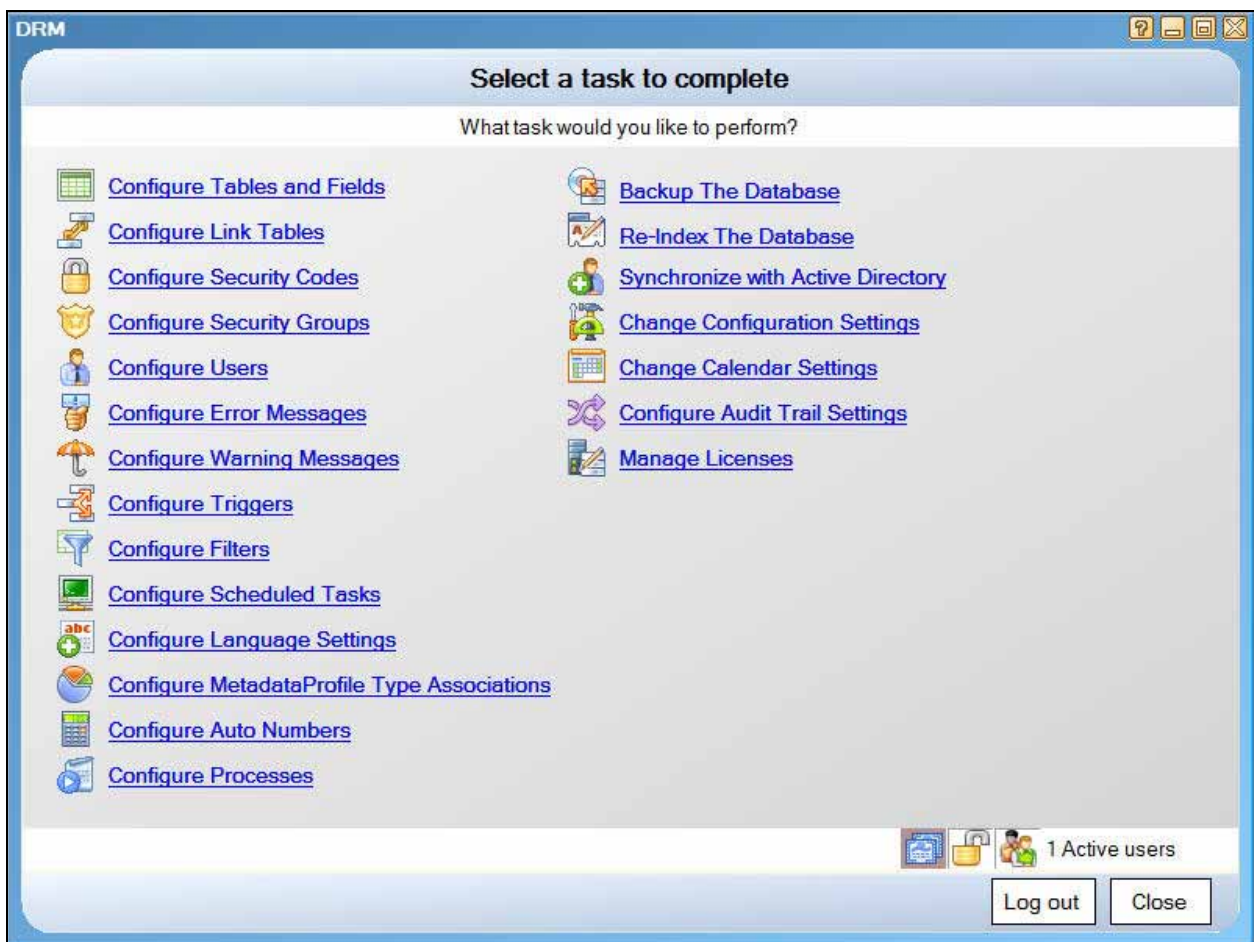 DRM
Select a task to complete
What task would you like to perform?
Configure Tables and Fields
Configure Link Tables
Configure Security Codes
Configure Security Groups
Configure Users
Configure Error Messages
Configure Warning Messages
Configure Triggers
Configure Filters
Configure Scheduled Tasks
abc
Configure Language Settings
Configure MetadataProfile Type Associations
Configure Auto Numbers
Configure Processes
Backup The Database
Re-Index The Database
Synchronize with Active Directory
Change Configuration Settings
Change Calendar Settings
Configure Audit Trail Settings
Manage Licenses
1 Active users
Log out
Close